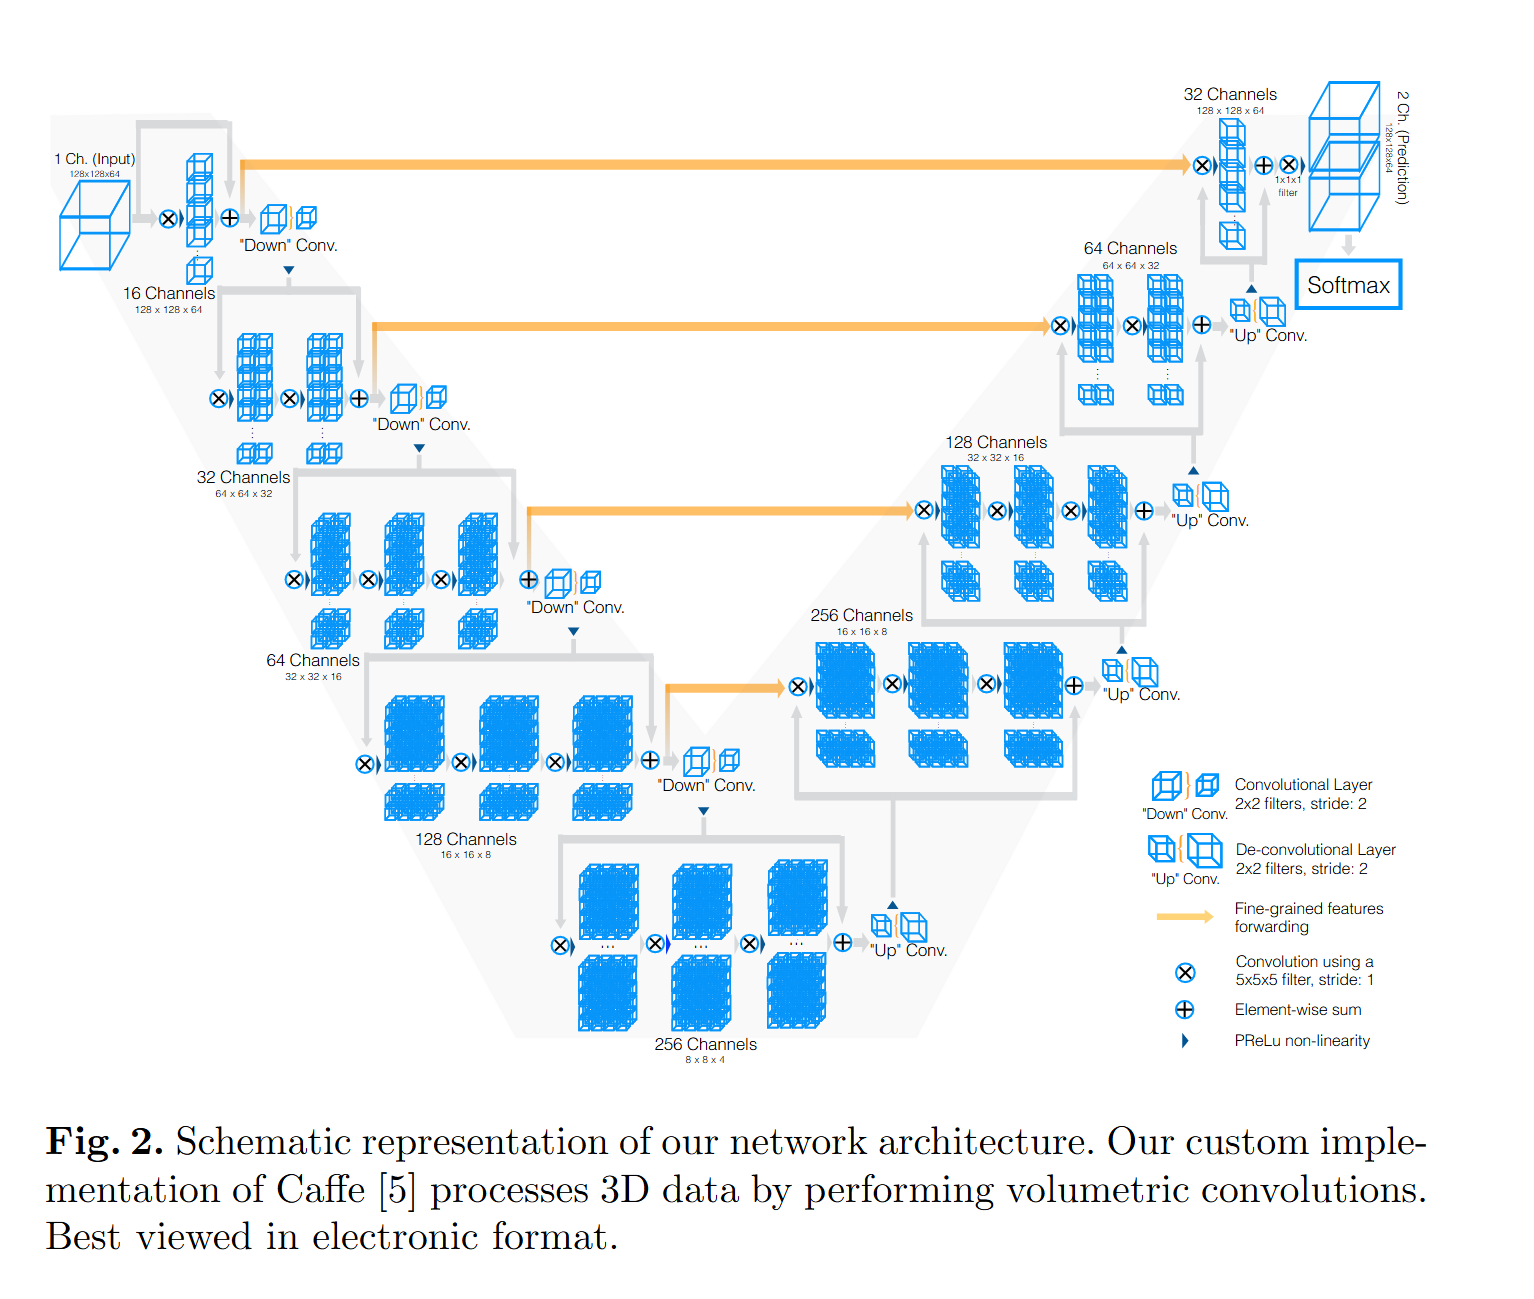 1 Ch. (Input)
128x128x64
16 Channels
128 x 128 x 64
"Down" Conv.
32 Channels
64 x 64 x 32
"Down" Conv.
64 Channels
32 x 32 x 16
"Down" Conv.
128 Channels
16 x 16 x 8
"Down" Conv.
256 Channels
8 x 8 x 4
"Up" Conv.
256 Channels
16 x 16 x 8
"Up" Conv.
128 Channels
32 x 32 x 16
"Up" Conv.
64 Channels
64 x 64 x 32
"Up" Conv.
32 Channels
128 x 128 x 64
1x1x1
filter
2 Ch. (Prediction)
128x128x64
Softmax
"Down" Conv.
Convolutional Layer
2x2 filters, stride: 2
"Up" Conv.
De-convolutional Layer
2x2 filters, stride: 2
Fine-grained features
forwarding
Convolution using a
5x5x5 filter, stride: 1
Element-wise sum
PReLu non-linearity
Fig. 2. Schematic representation of our network architecture. Our custom imple-
mentation of Caffe [5] processes 3D data by performing volumetric convolutions.
Best viewed in electronic format.